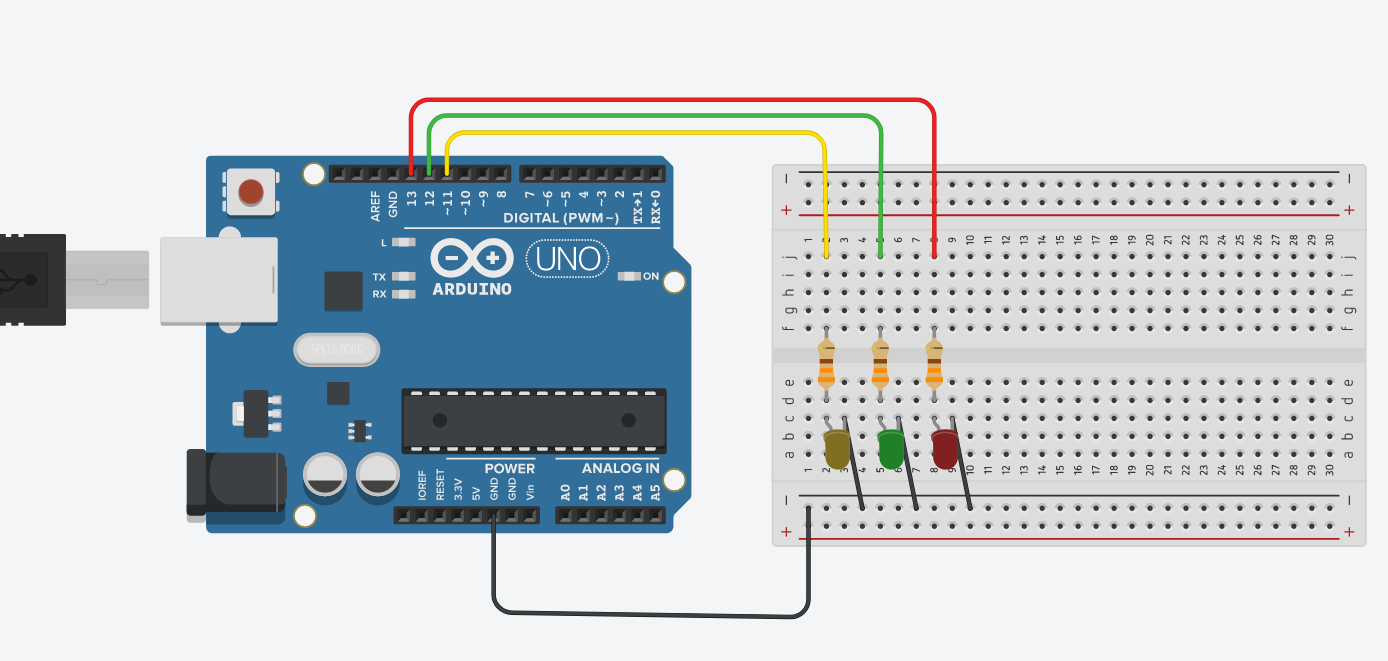 AREF
GND
13
12
~11
~10
~9
8
7
~6
~5
4
~3
2
TX→1
RX←0
DIGITAL (PWM~)
L
TX
RX
ARDUINO
UNO
ON
SPK16.000G
POWER
ANALOG IN
IOREF
RESET
3.3V
5V
GND
GND
Vin
A0
A1
A2
A3
A4
A5
− −
+ +
1 2 3 4 5 6 7 8 9 10 11 12 13 14 15 16 17 18 19 20 21 22 23 24 25 26 27 28 29 30
j j
i i
h h
g g
f f
e e
d d
c c
b b
a a
1 2 3 4 5 6 7 8 9 10 11 12 13 14 15 16 17 18 19 20 21 22 23 24 25 26 27 28 29 30
− −
+ +